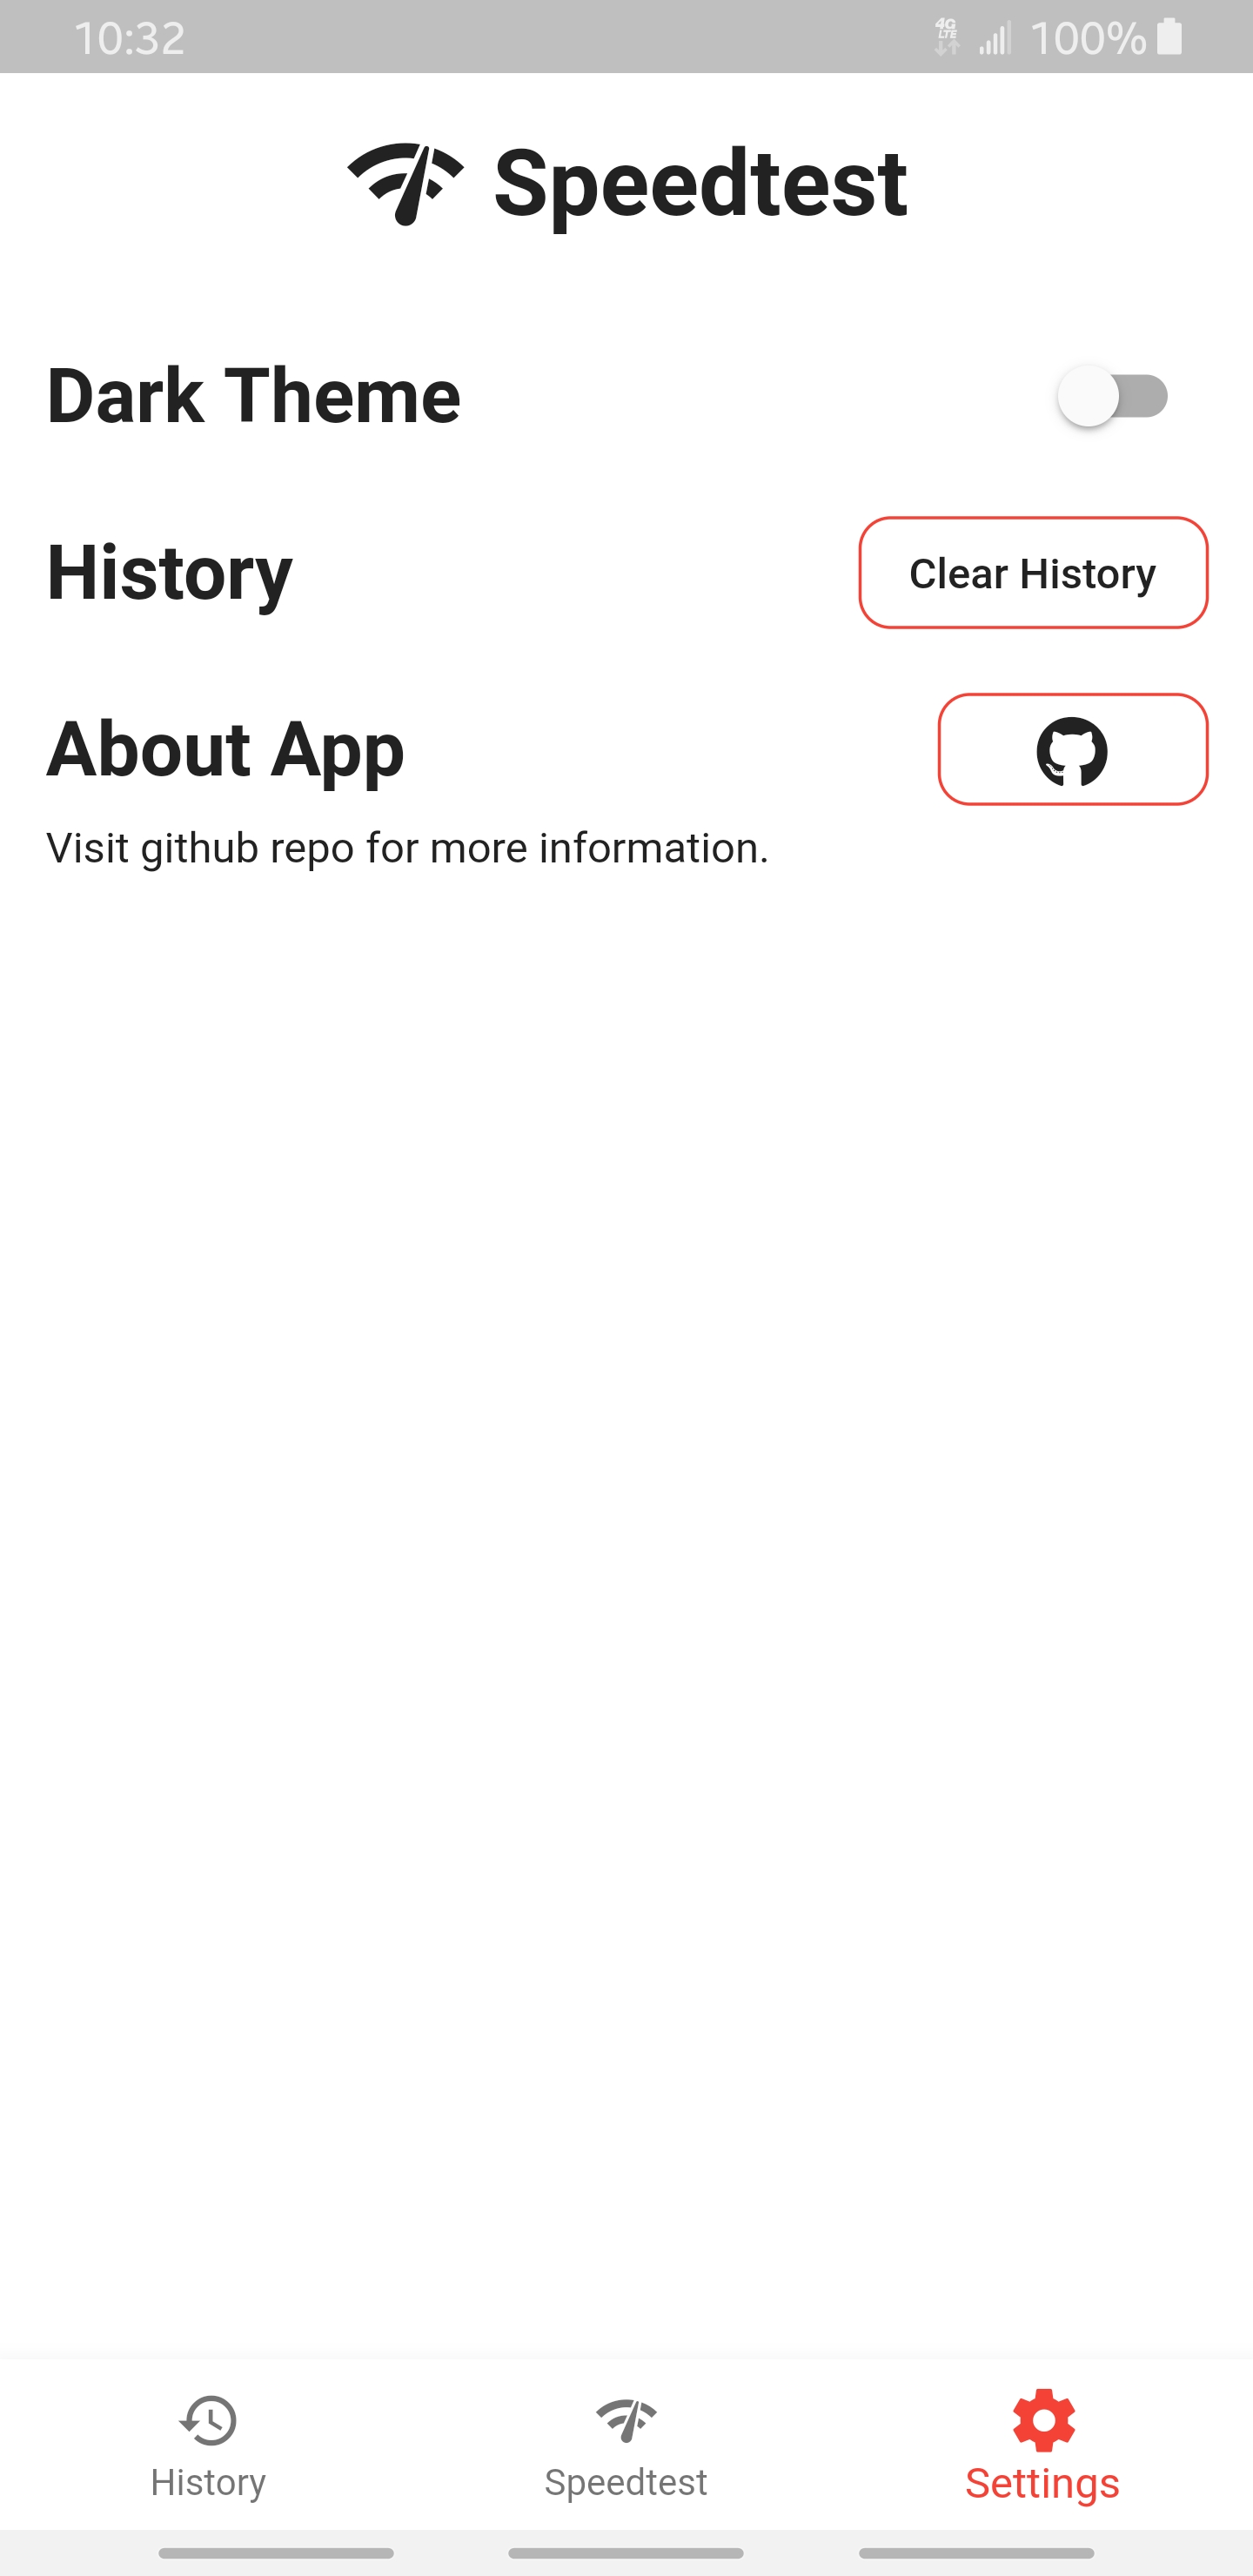 10:32 4G LTE 100%
Speedtest
Dark Theme
History Clear History
About App
Visit github repo for more information.
History Speedtest Settings